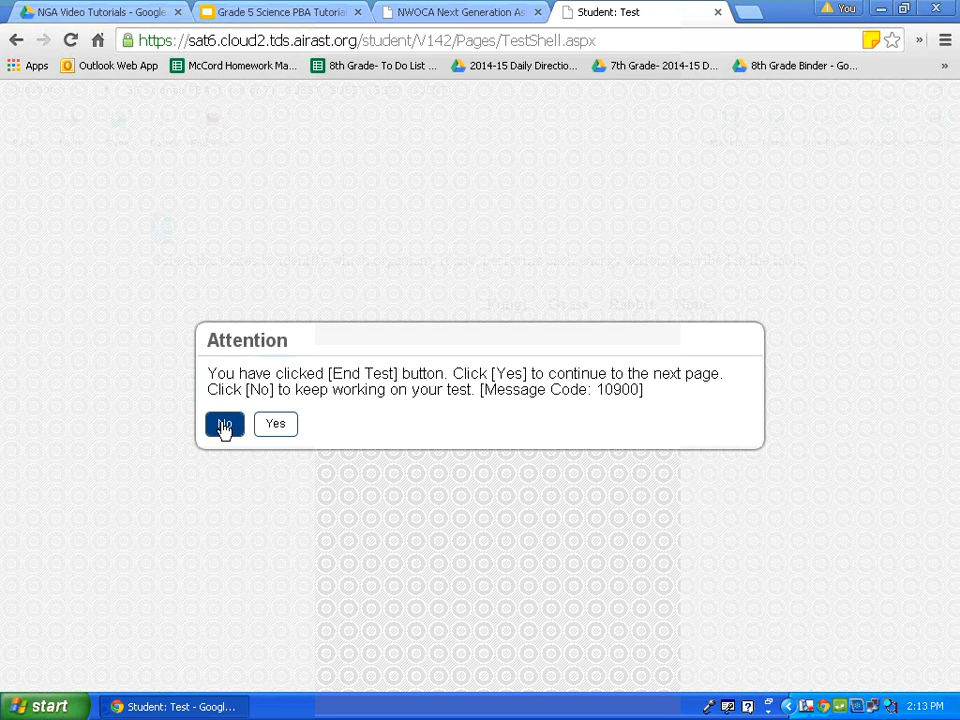 NGA Video Tutorials - Google
Grade 5 Science PBA Tutorial
NWOCA Next Generation As
Student: Test
You
https://sat6.cloud2.tds.airast.org/student/V142/Pages/TestShell.aspx
Apps
Outlook Web App
McCord Homework Ma...
8th Grade- To Do List ...
2014-15 Daily Directio...
7th Grade- 2014-15 D...
8th Grade Binder - Go...
Fungi Grass Rabbit None
Attention
You have clicked [End Test] button. Click [Yes] to continue to the next page.
Click [No] to keep working on your test. [Message Code: 10900]
No
Yes
start
Student: Test - Googl...
2:13 PM